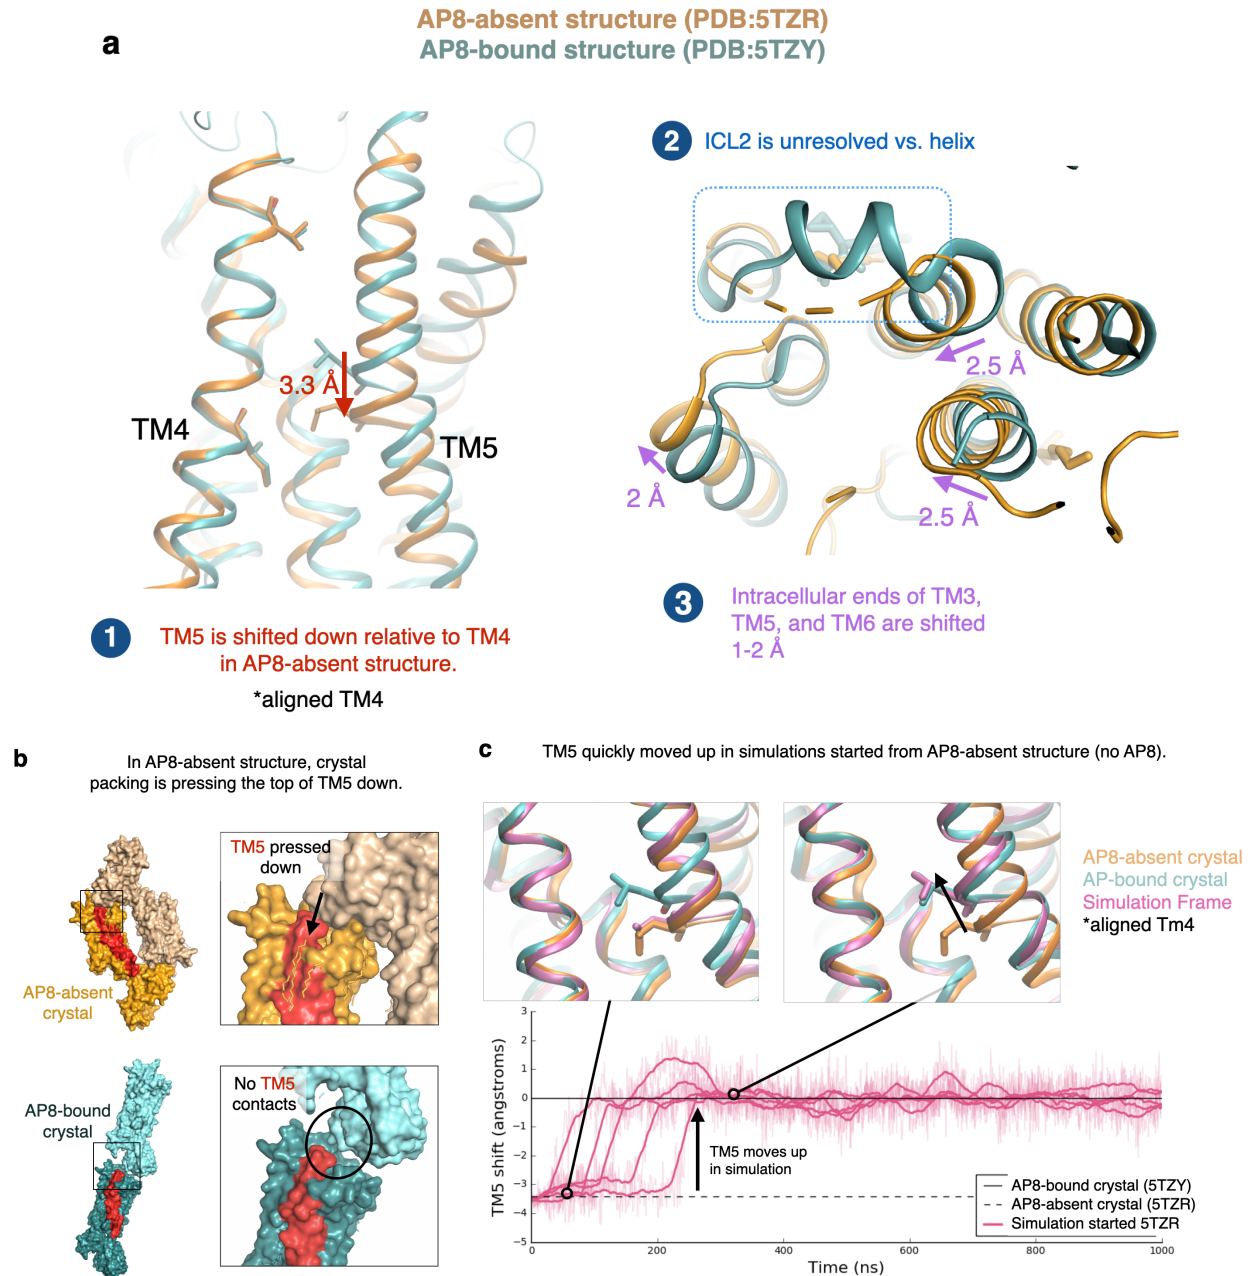 AP8-absent structure (PDB:5TZR)
AP8-bound structure (PDB:5TZY)
a
3.3 Å
TM4
TM5
1
TM5 is shifted down relative to TM4
in AP8-absent structure.
*aligned TM4
2
ICL2 is unresolved vs. helix
2.5 Å
2 Å
2.5 Å
3
Intracellular ends of TM3,
TM5, and TM6 are shifted
1-2 Å
b
In AP8-absent structure, crystal
packing is pressing the top of TM5 down.
AP8-absent
crystal
TM5 pressed
down
AP8-bound
crystal
No TM5
contacts
c
TM5 quickly moved up in simulations started from AP8-absent structure (no AP8).
AP8-absent crystal
AP-bound crystal
Simulation Frame
*aligned Tm4
TM5 shift (angstroms)
3
2
1
0
−1
−2
−3
−4
−5
TM5 moves up
in simulation
AP8-bound crystal (5TZY)
AP8-absent crystal (5TZR)
Simulation started 5TZR
0
200
400
600
800
1000
Time (ns)